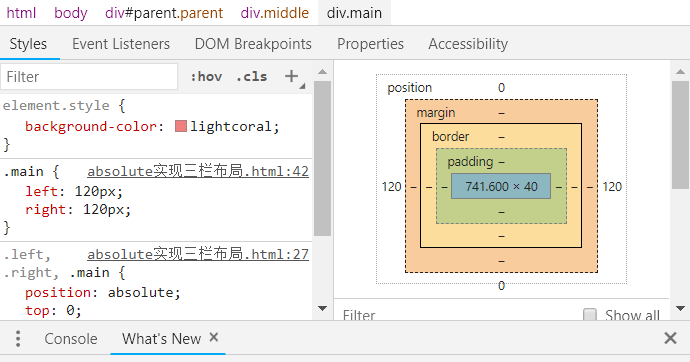 html body div#parent.parent div.middle div.main
Styles Event Listeners DOM Breakpoints Properties Accessibility
Filter :hov .cls +
element.style {
background-color: lightcoral;
}
.main { absolute实现三栏布局.html:42
left: 120px;
right: 120px;
}
.left, absolute实现三栏布局.html:27
.right, .main {
position: absolute;
top: 0;
position 0
margin –
border –
padding –
120 – – – 741.600 × 40 – – – 120
–
–
–
0
Filter Show all
Console What's New ×